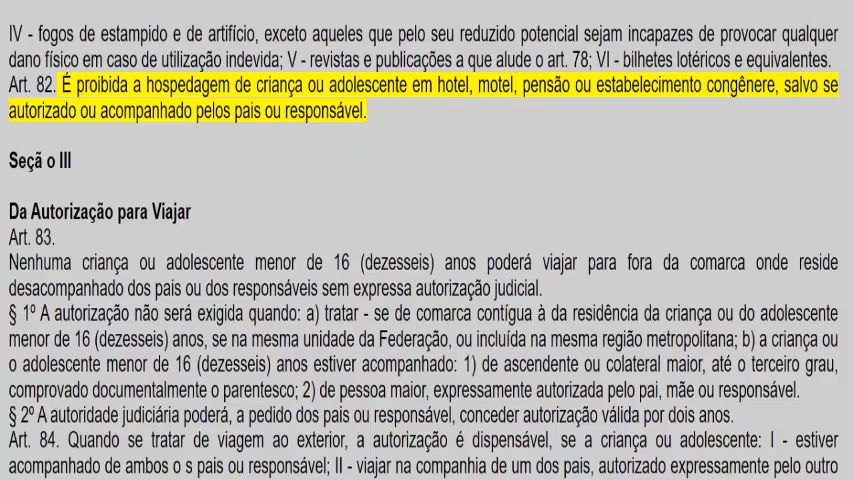 IV - fogos de estampido e de artifício, exceto aqueles que pelo seu reduzido potencial sejam incapazes de provocar qualquer
dano físico em caso de utilização indevida; V - revistas e publicações a que alude o art. 78; VI - bilhetes lotéricos e equivalentes.
Art. 82. É proibida a hospedagem de criança ou adolescente em hotel, motel, pensão ou estabelecimento congênere, salvo se
autorizado ou acompanhado pelos pais ou responsável.
Seçã o III
Da Autorização para Viajar
Art. 83.
Nenhuma criança ou adolescente menor de 16 (dezesseis) anos poderá viajar para fora da comarca onde reside
desacompanhado dos pais ou dos responsáveis sem expressa autorização judicial.
§ 1º A autorização não será exigida quando: a) tratar - se de comarca contígua à da residência da criança ou do adolescente
menor de 16 (dezesseis) anos, se na mesma unidade da Federação, ou incluída na mesma região metropolitana; b) a criança ou
o adolescente menor de 16 (dezesseis) anos estiver acompanhado: 1) de ascendente ou colateral maior, até o terceiro grau,
comprovado documentalmente o parentesco; 2) de pessoa maior, expressamente autorizada pelo pai, mãe ou responsável.
§ 2º A autoridade judiciária poderá, a pedido dos pais ou responsável, conceder autorização válida por dois anos.
Art. 84. Quando se tratar de viagem ao exterior, a autorização é dispensável, se a criança ou adolescente: I - estiver
acompanhado de ambos o s pais ou responsável; II - viajar na companhia de um dos pais, autorizado expressamente pelo outro